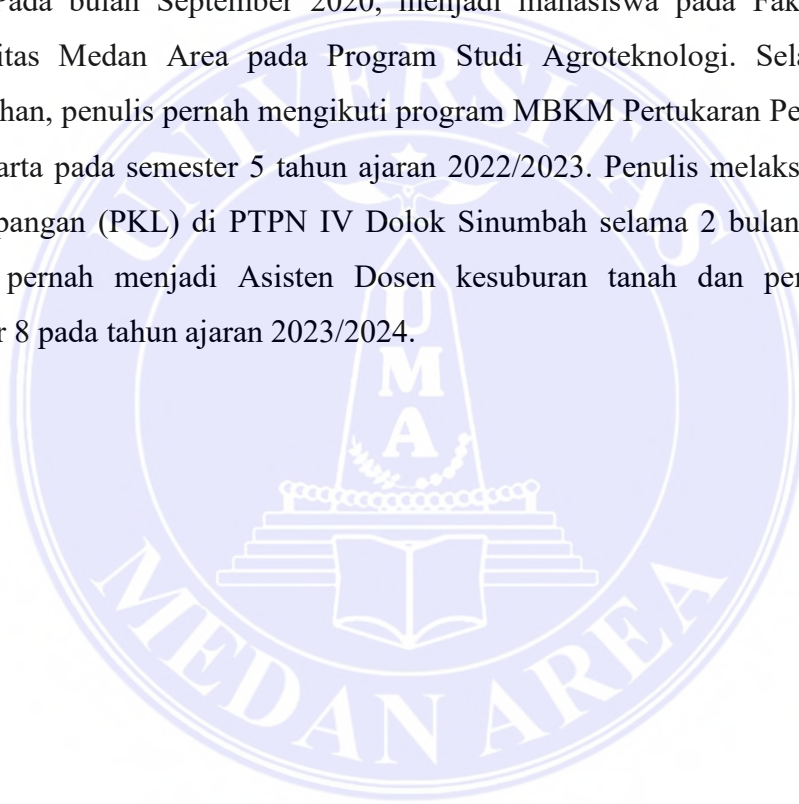 Pada bulan September 2020, menjadi mahasiswa pada Fak
itas Medan Area pada Program Studi Agroteknologi. Sela
han, penulis pernah mengikuti program MBKM Pertukaran Pe
arta pada semester 5 tahun ajaran 2022/2023. Penulis melaks
pangan (PKL) di PTPN IV Dolok Sinumbah selama 2 bulan
pernah menjadi Asisten Dosen kesuburan tanah dan per
r 8 pada tahun ajaran 2023/2024.
UNIVERSITAS
U
M
A
MEDAN AREA